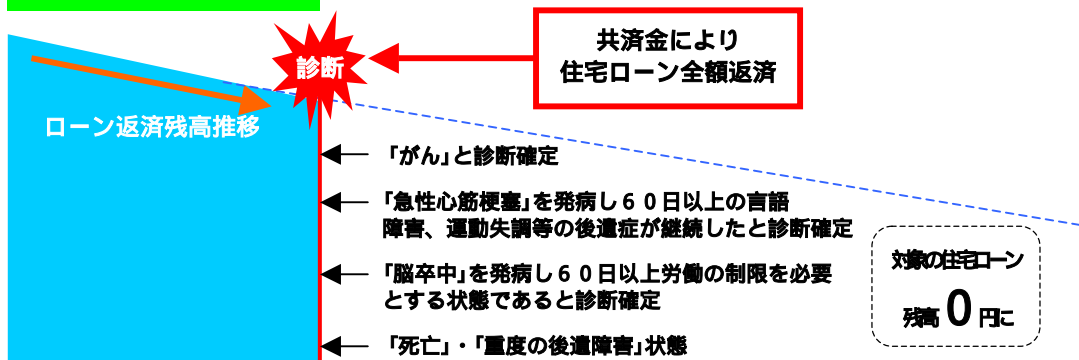 共済金により
住宅ローン全額返済
診断
ローン返済残高推移
「がん」と診断確定
「急性心筋梗塞」を発病し６０日以上の言語
障害、運動失調等の後遺症が継続したと診断確定
「脳卒中」を発病し６０日以上労働の制限を必要
とする状態であると診断確定
「死亡」・「重度の後遺障害」状態
対象の住宅ローン
残高０円に